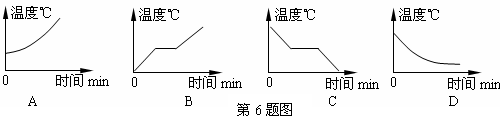 温度℃ 温度℃ 温度℃ 温度℃
0 时间 min 0 时间 min 0 时间 min 0 时间 min
A B C D
第 6 题图